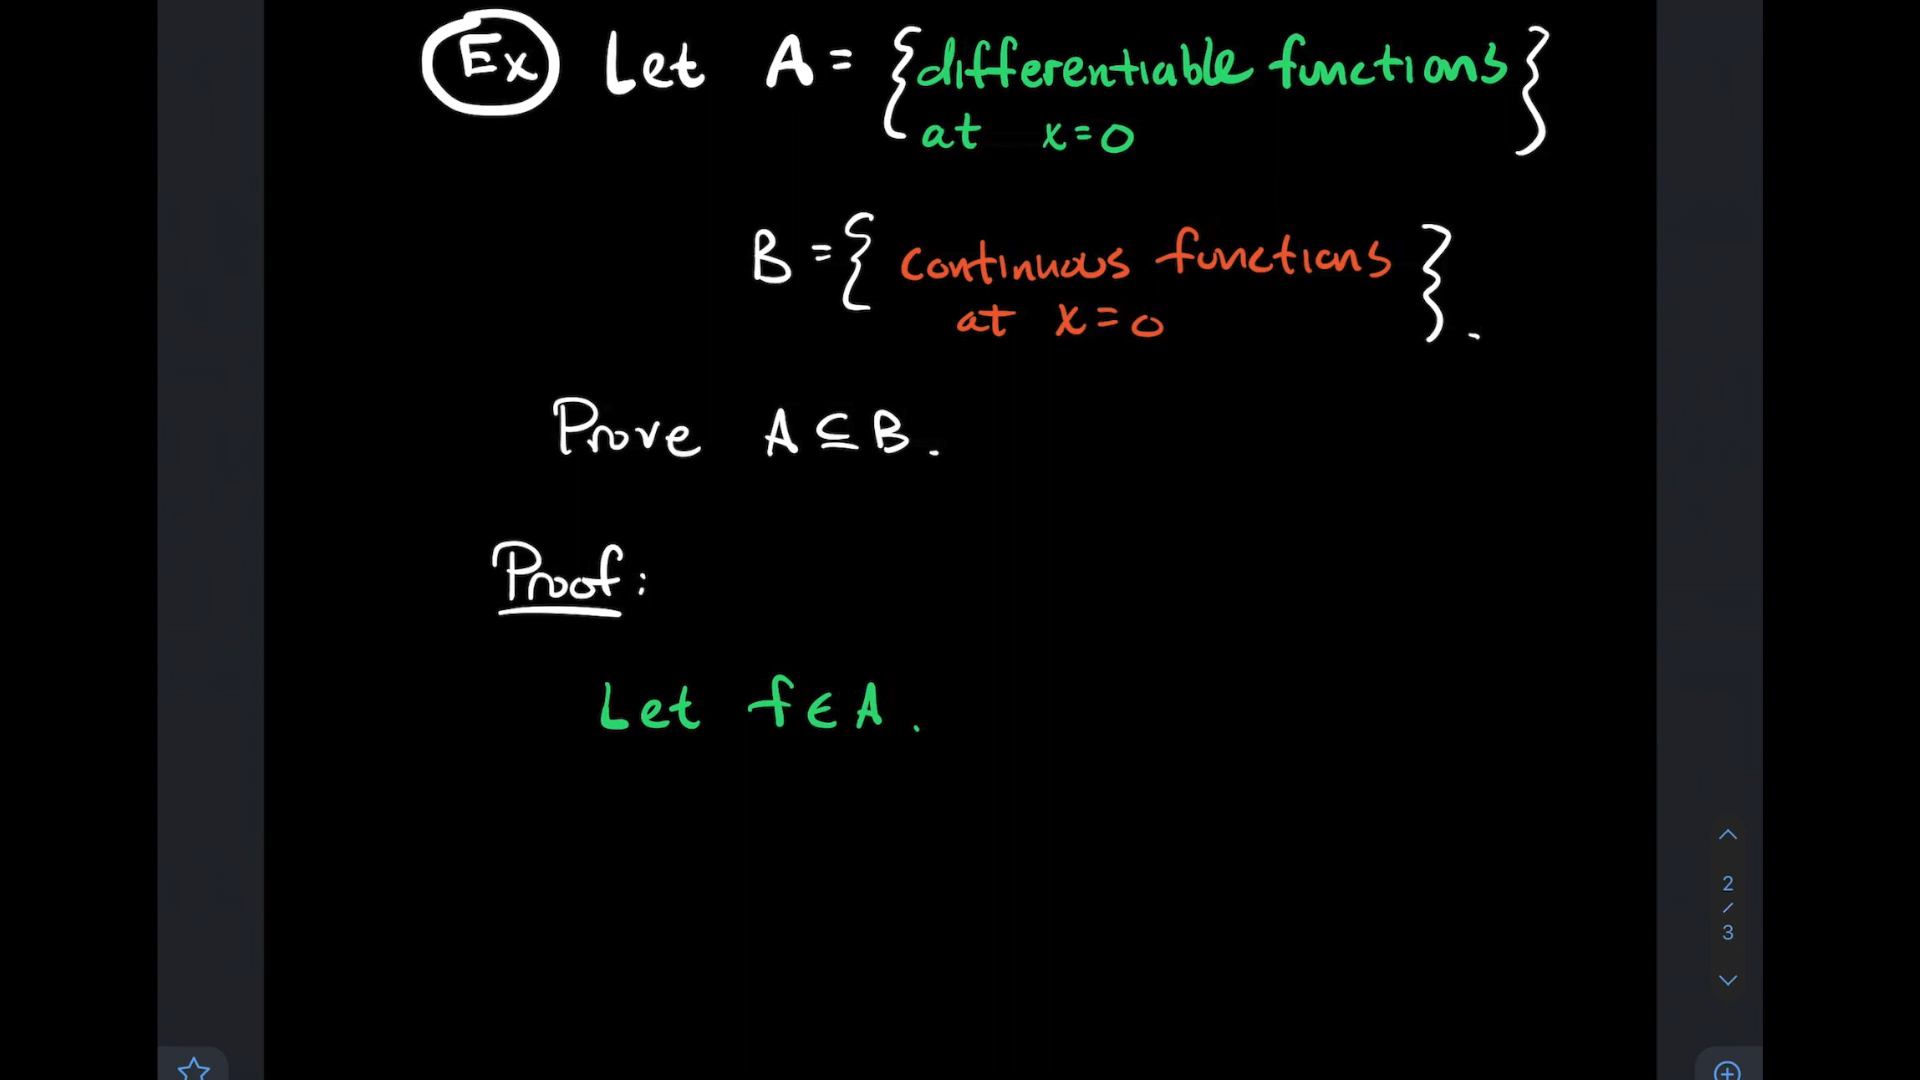 Ex Let A = {differentiable functions
at x=0}
B = { continuous functions
at x=0 }.
Prove A ⊆ B.
Proof:
Let f ∈ A.
2
/
3